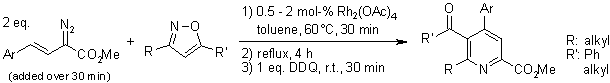 2 eq.
N₂
Ar
CO₂Me
(added over 30 min)
+
N
O
R
R'
1) 0.5 - 2 mol-% Rh₂(OAc)₄
toluene, 60°C, 30 min
2) reflux, 4 h
3) 1 eq. DDQ, r.t., 30 min
O
Ar
R'
R
N
CO₂Me
R: alkyl
R': Ph
alkyl